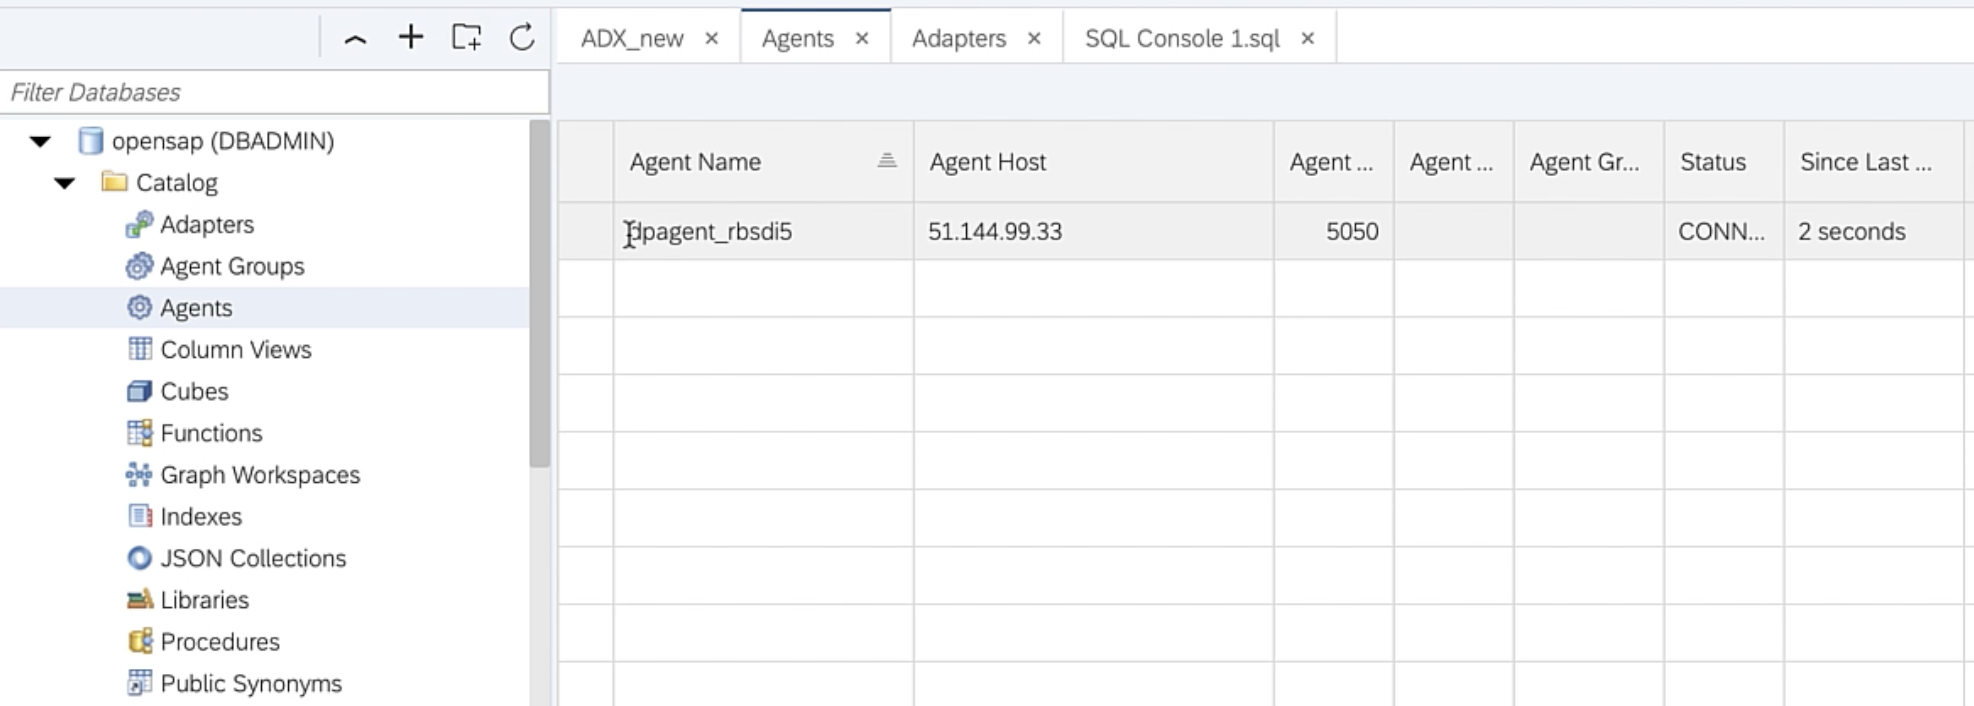 ADX_new × Agents × Adapters × SQL Console 1.sql ×
Filter Databases
opensap (DBADMIN)
Catalog
Adapters
Agent Groups
Agents
Column Views
Cubes
Functions
Graph Workspaces
Indexes
JSON Collections
Libraries
Procedures
Public Synonyms
Agent Name Agent Host Agent ... Agent ... Agent Gr... Status Since Last ...
dpagent_rbsdi5 51.144.99.33 5050 CONN... 2 seconds